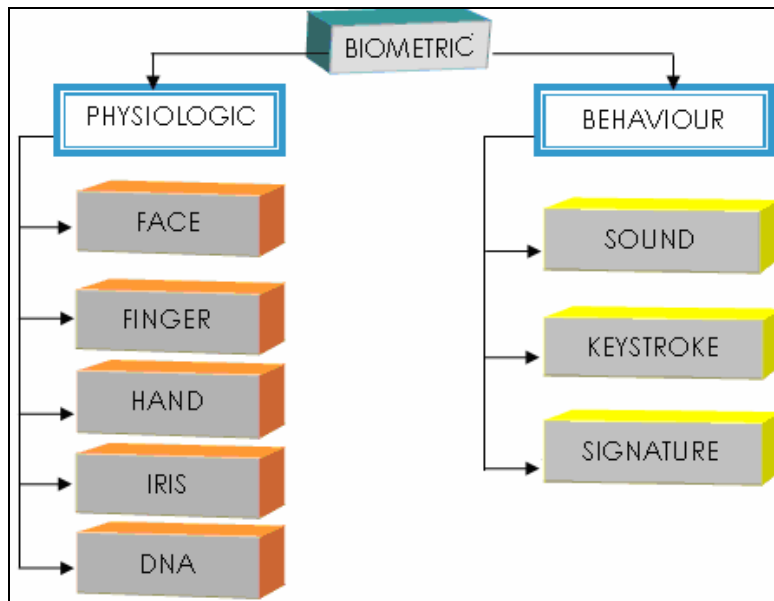 BIOMETRIC
PHYSIOLOGIC
BEHAVIOUR
FACE
FINGER
HAND
IRIS
DNA
SOUND
KEYSTROKE
SIGNATURE